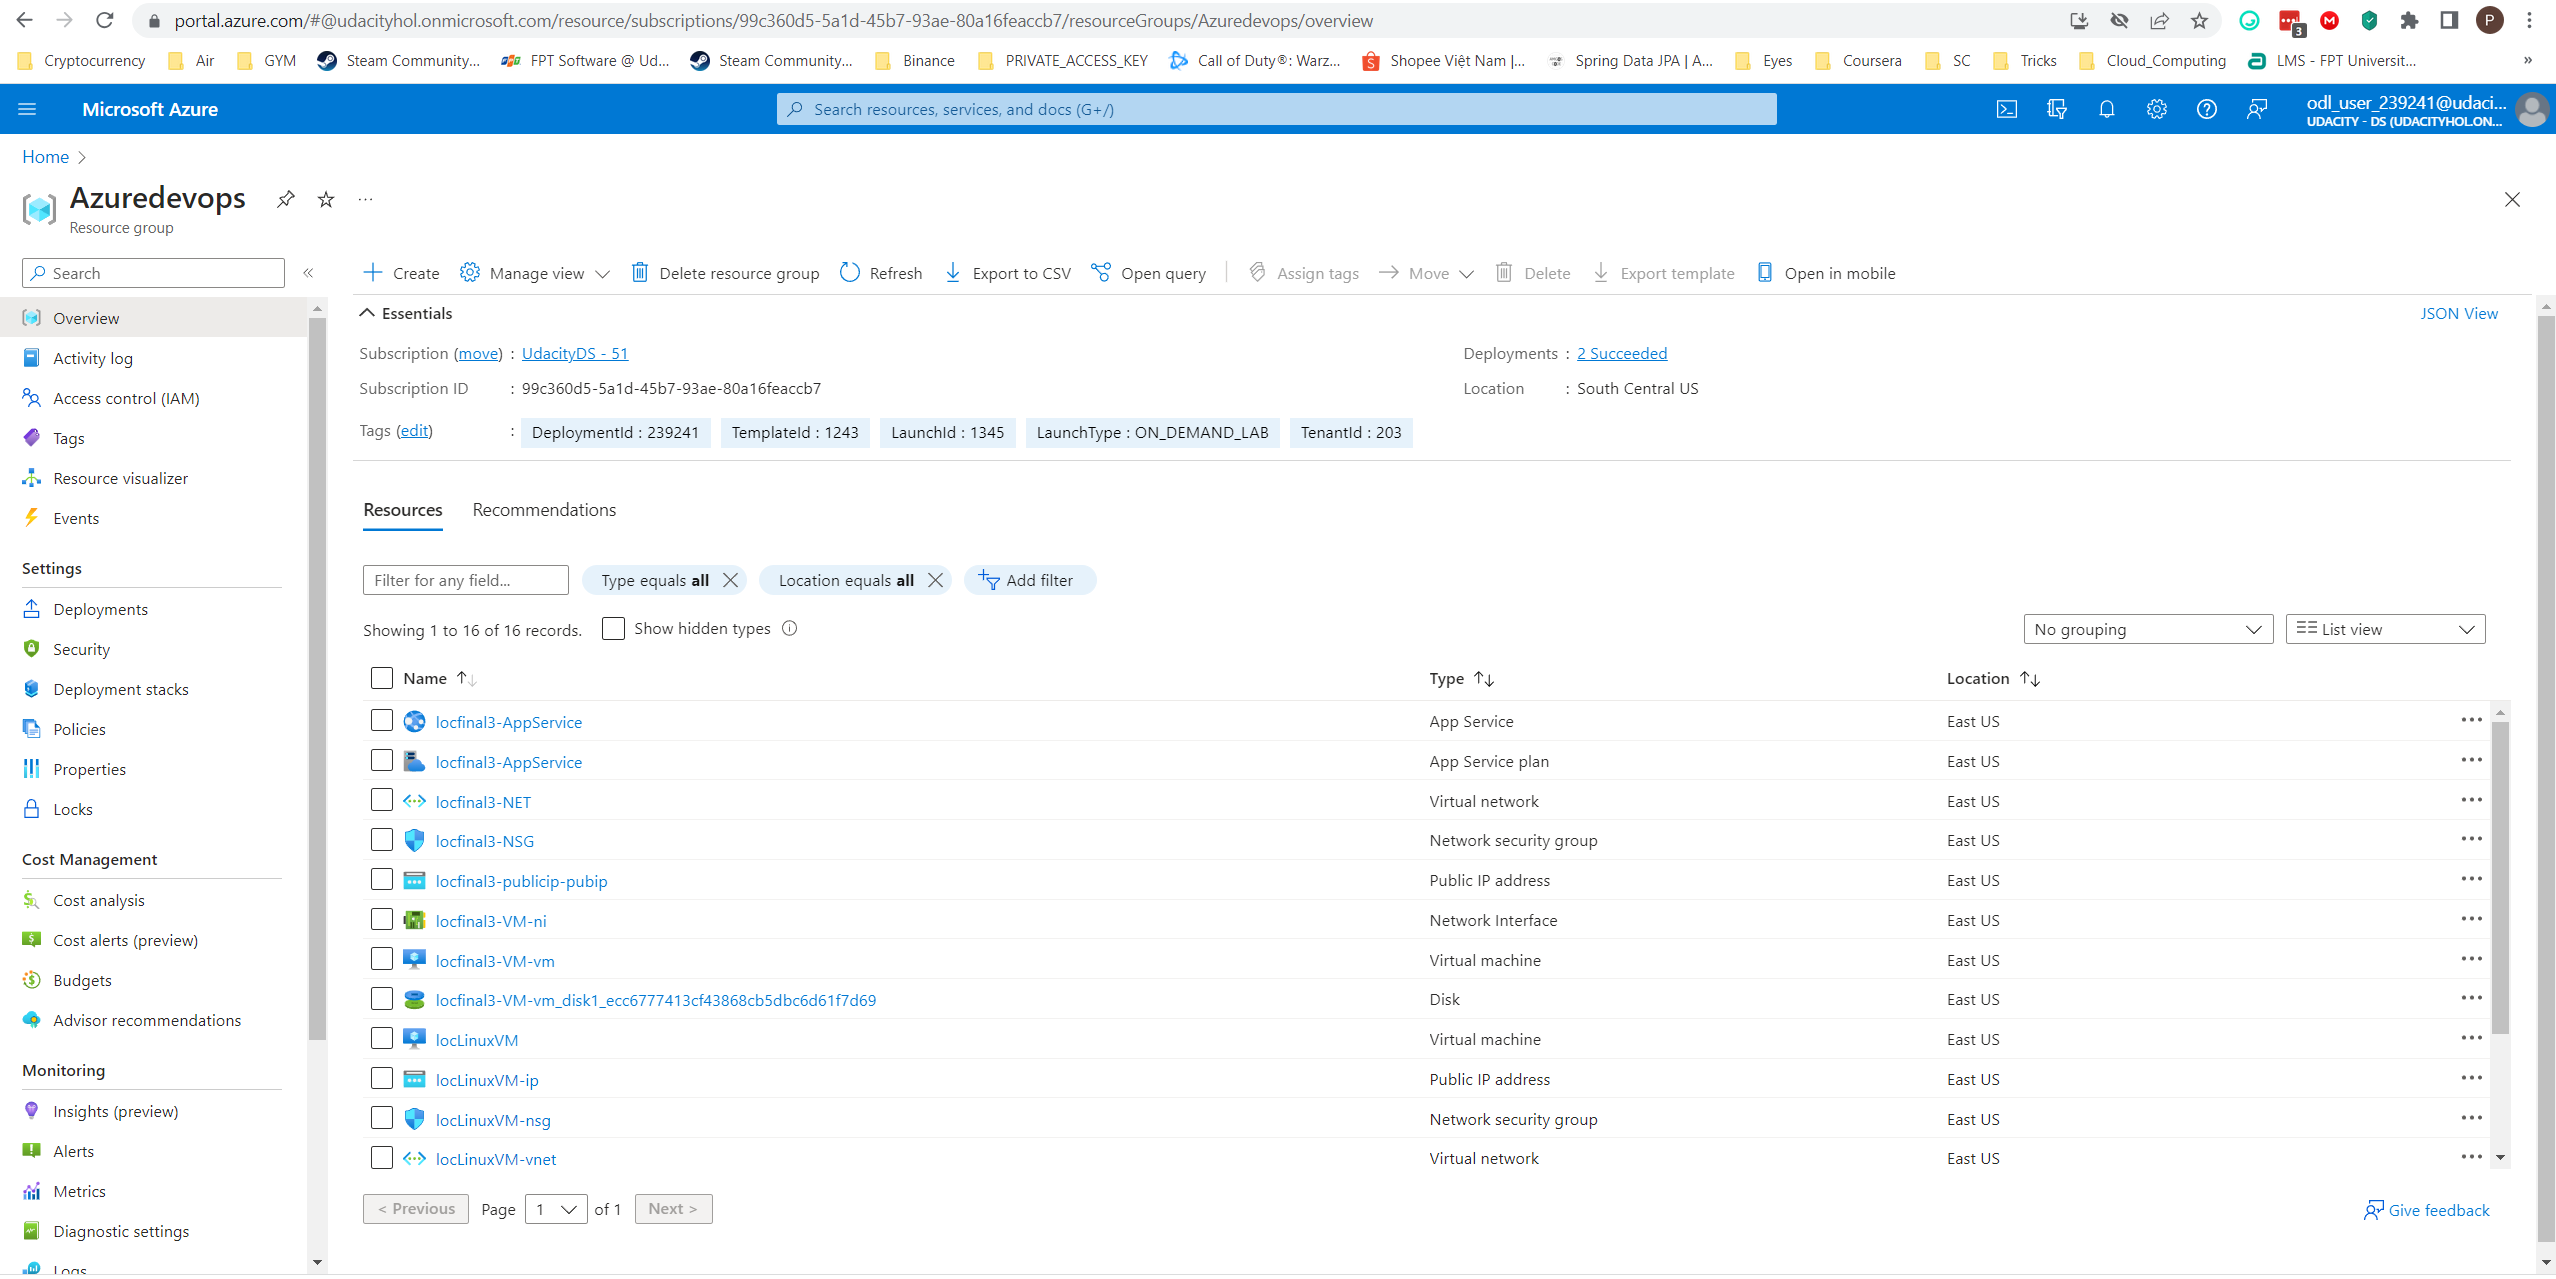 portal.azure.com/#@udacityhol.onmicrosoft.com/resource/subscriptions/99c360d5-5a1d-45b7-93ae-80a16feaccb7/resourceGroups/Azuredevops/overview
3
P
Cryptocurrency Air GYM Steam Community... FPT Software @ Ud... Steam Community... Binance PRIVATE_ACCESS_KEY Call of Duty®: Warz... Shopee Việt Nam |... Spring Data JPA | A... Eyes Coursera SC Tricks Cloud_Computing LMS - FPT Universit... »
Microsoft Azure
Search resources, services, and docs (G+/)
odl_user_239241@udaci...
UDACITY - DS (UDACITYHOL.ON...
Home >
Azuredevops
Resource group
Search «
Create Manage view Delete resource group Refresh Export to CSV Open query Assign tags Move Delete Export template Open in mobile
Overview
Activity log
Access control (IAM)
Tags
Resource visualizer
Events
Settings
Deployments
Security
Deployment stacks
Policies
Properties
Locks
Cost Management
Cost analysis
Cost alerts (preview)
Budgets
Advisor recommendations
Monitoring
Insights (preview)
Alerts
Metrics
Diagnostic settings
Logs
Essentials JSON View
Subscription (move) : UdacityDS - 51 Deployments : 2 Succeeded
Subscription ID : 99c360d5-5a1d-45b7-93ae-80a16feaccb7 Location : South Central US
Tags (edit) : DeploymentId : 239241 TemplateId : 1243 LaunchId : 1345 LaunchType : ON_DEMAND_LAB TenantId : 203
Resources Recommendations
Filter for any field... Type equals all Location equals all Add filter
Showing 1 to 16 of 16 records. Show hidden types No grouping List view
Name Type Location
locfinal3-AppService App Service East US
locfinal3-AppService App Service plan East US
locfinal3-NET Virtual network East US
locfinal3-NSG Network security group East US
locfinal3-publicip-pubip Public IP address East US
locfinal3-VM-ni Network Interface East US
locfinal3-VM-vm Virtual machine East US
locfinal3-VM-vm_disk1_ecc6777413cf43868cb5dbc6d61f7d69 Disk East US
locLinuxVM Virtual machine East US
locLinuxVM-ip Public IP address East US
locLinuxVM-nsg Network security group East US
locLinuxVM-vnet Virtual network East US
< Previous Page 1 of 1 Next > Give feedback